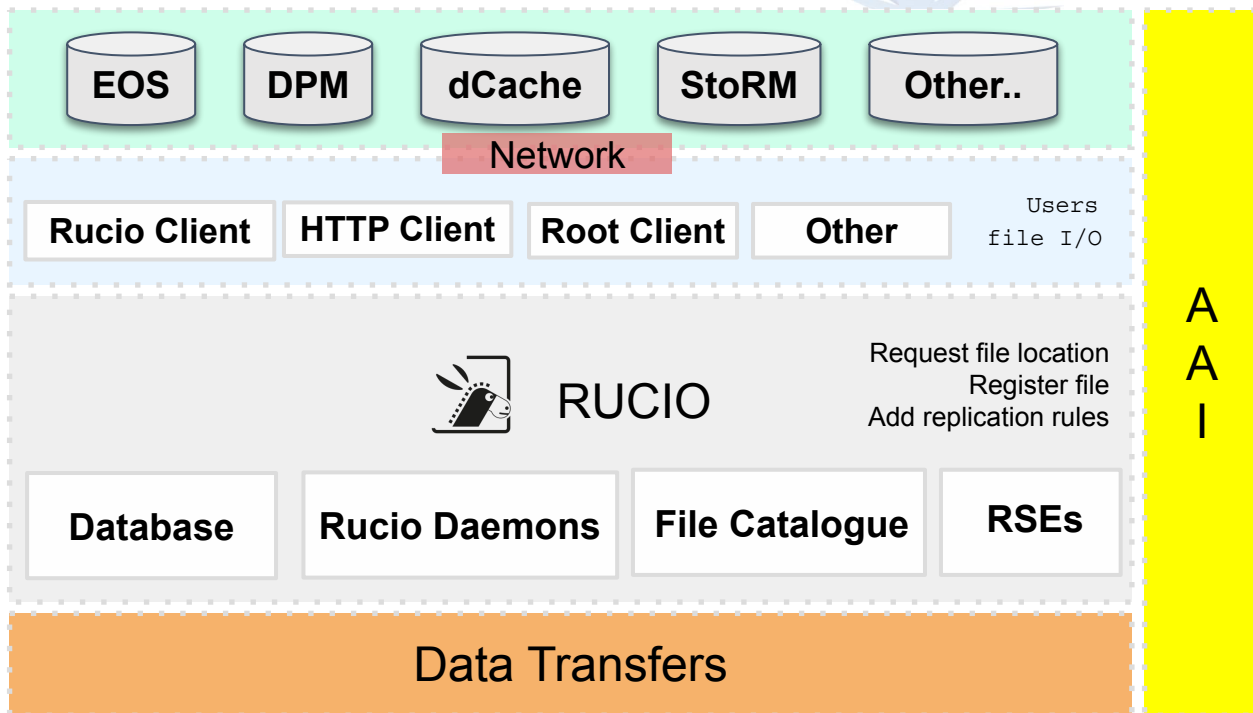 EOS
DPM
dCache
StoRM
Other..
Network
Rucio Client
HTTP Client
Root Client
Other
Users
file I/O
RUCIO
Request file location
Register file
Add replication rules
Database
Rucio Daemons
File Catalogue
RSEs
Data Transfers
A
A
I